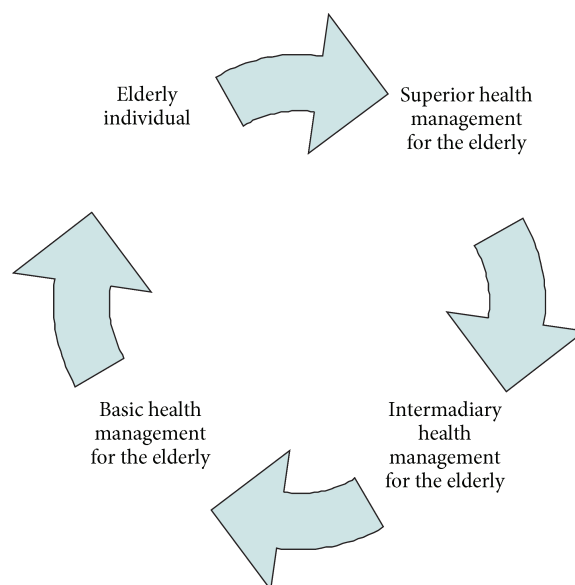 Elderly
individual
Superior health
management
for the elderly
Intermadiary
health
management
for the elderly
Basic health
management
for the elderly